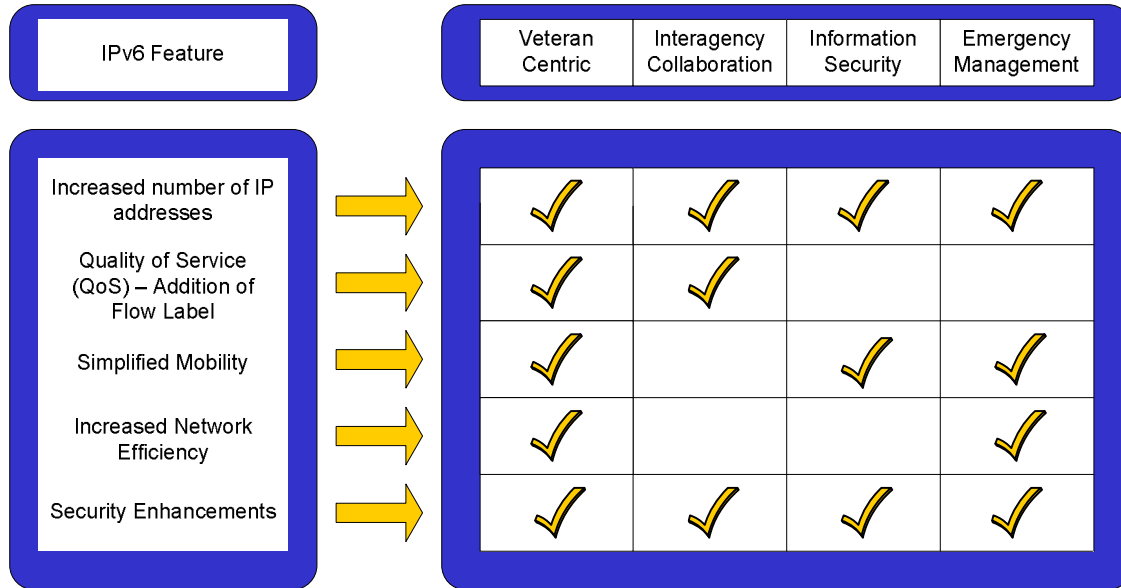 IPv6 Feature
Veteran
Centric
Interagency
Collaboration
Information
Security
Emergency
Management
Increased number of IP
addresses
Quality of Service
(QoS) – Addition of
Flow Label
Simplified Mobility
Increased Network
Efficiency
Security Enhancements